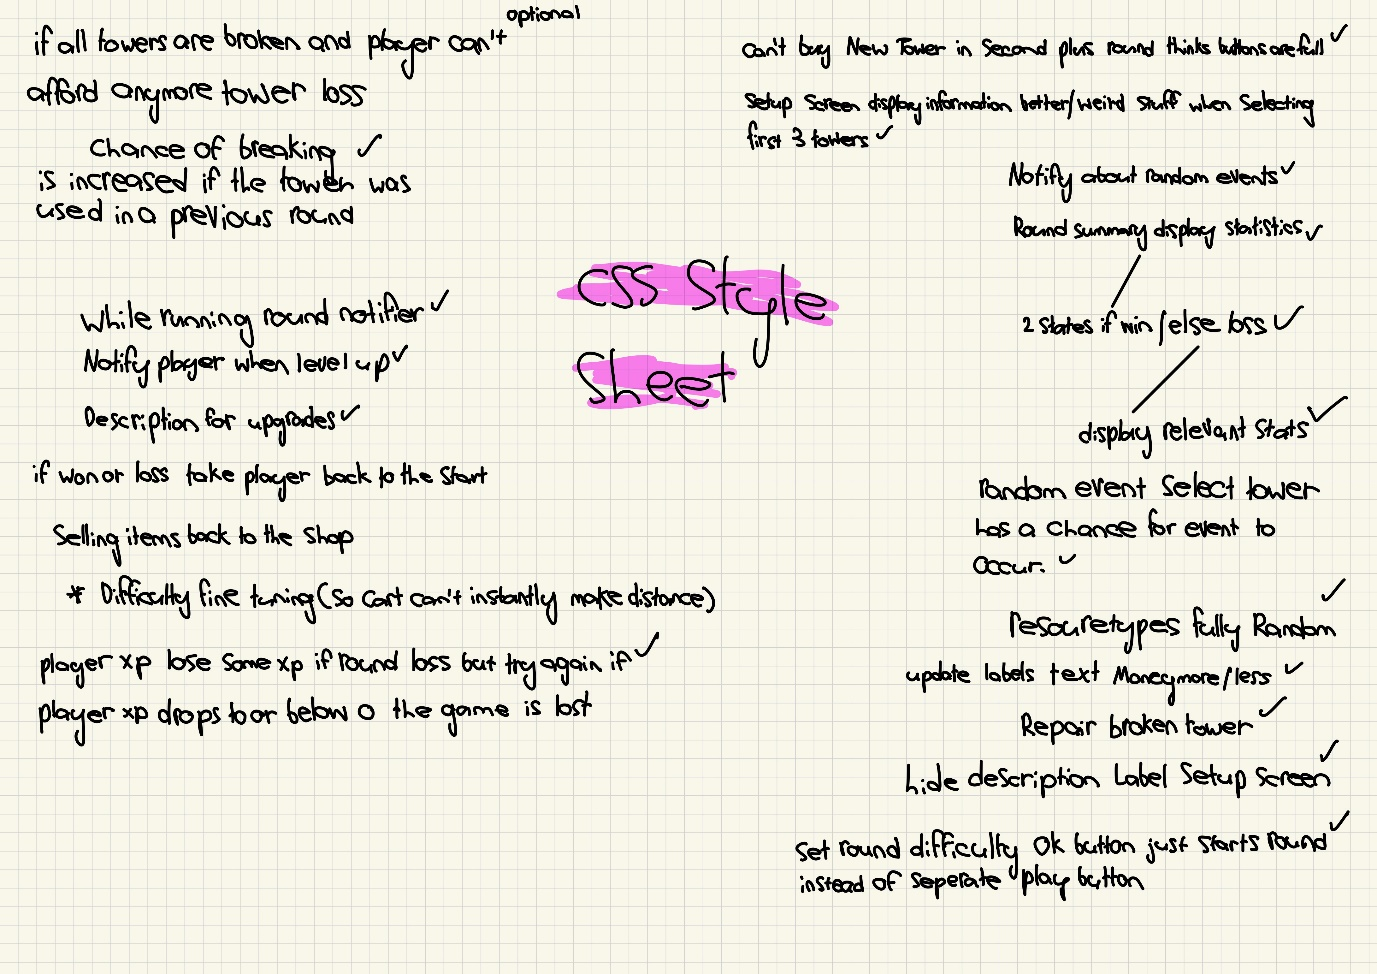 optional
if all towers are broken and player can't
afford anymore tower loss
Chance of breaking ✓
is increased if the tower was
used in a previous round
While running round notifier ✓
Notify player when level up ✓
Description for upgrades ✓
if won or loss take player back to the start
Selling items back to the shop
* Difficulty fine tuning (So Cart can't instantly make distance)
player xp lose some xp if round loss but try again if ✓
player xp drops to or below 0 the game is lost
CSS Style
Sheet
Can't buy New Tower in Second plus round thinks buttons are full ✓
Setup Screen display information better/weird stuff when Selecting
first 3 towers ✓
Notify about random events ✓
Round summary display statistics ✓
2 States if win/else loss ✓
display relevant Stats ✓
random event Select tower
has a chance for event to
occur. ✓
resouretypes fully Random ✓
update labels text Money more/less ✓
Repair broken tower ✓
hide description Label Setup Screen ✓
Set round difficulty Ok button just starts round ✓
instead of seperate play button